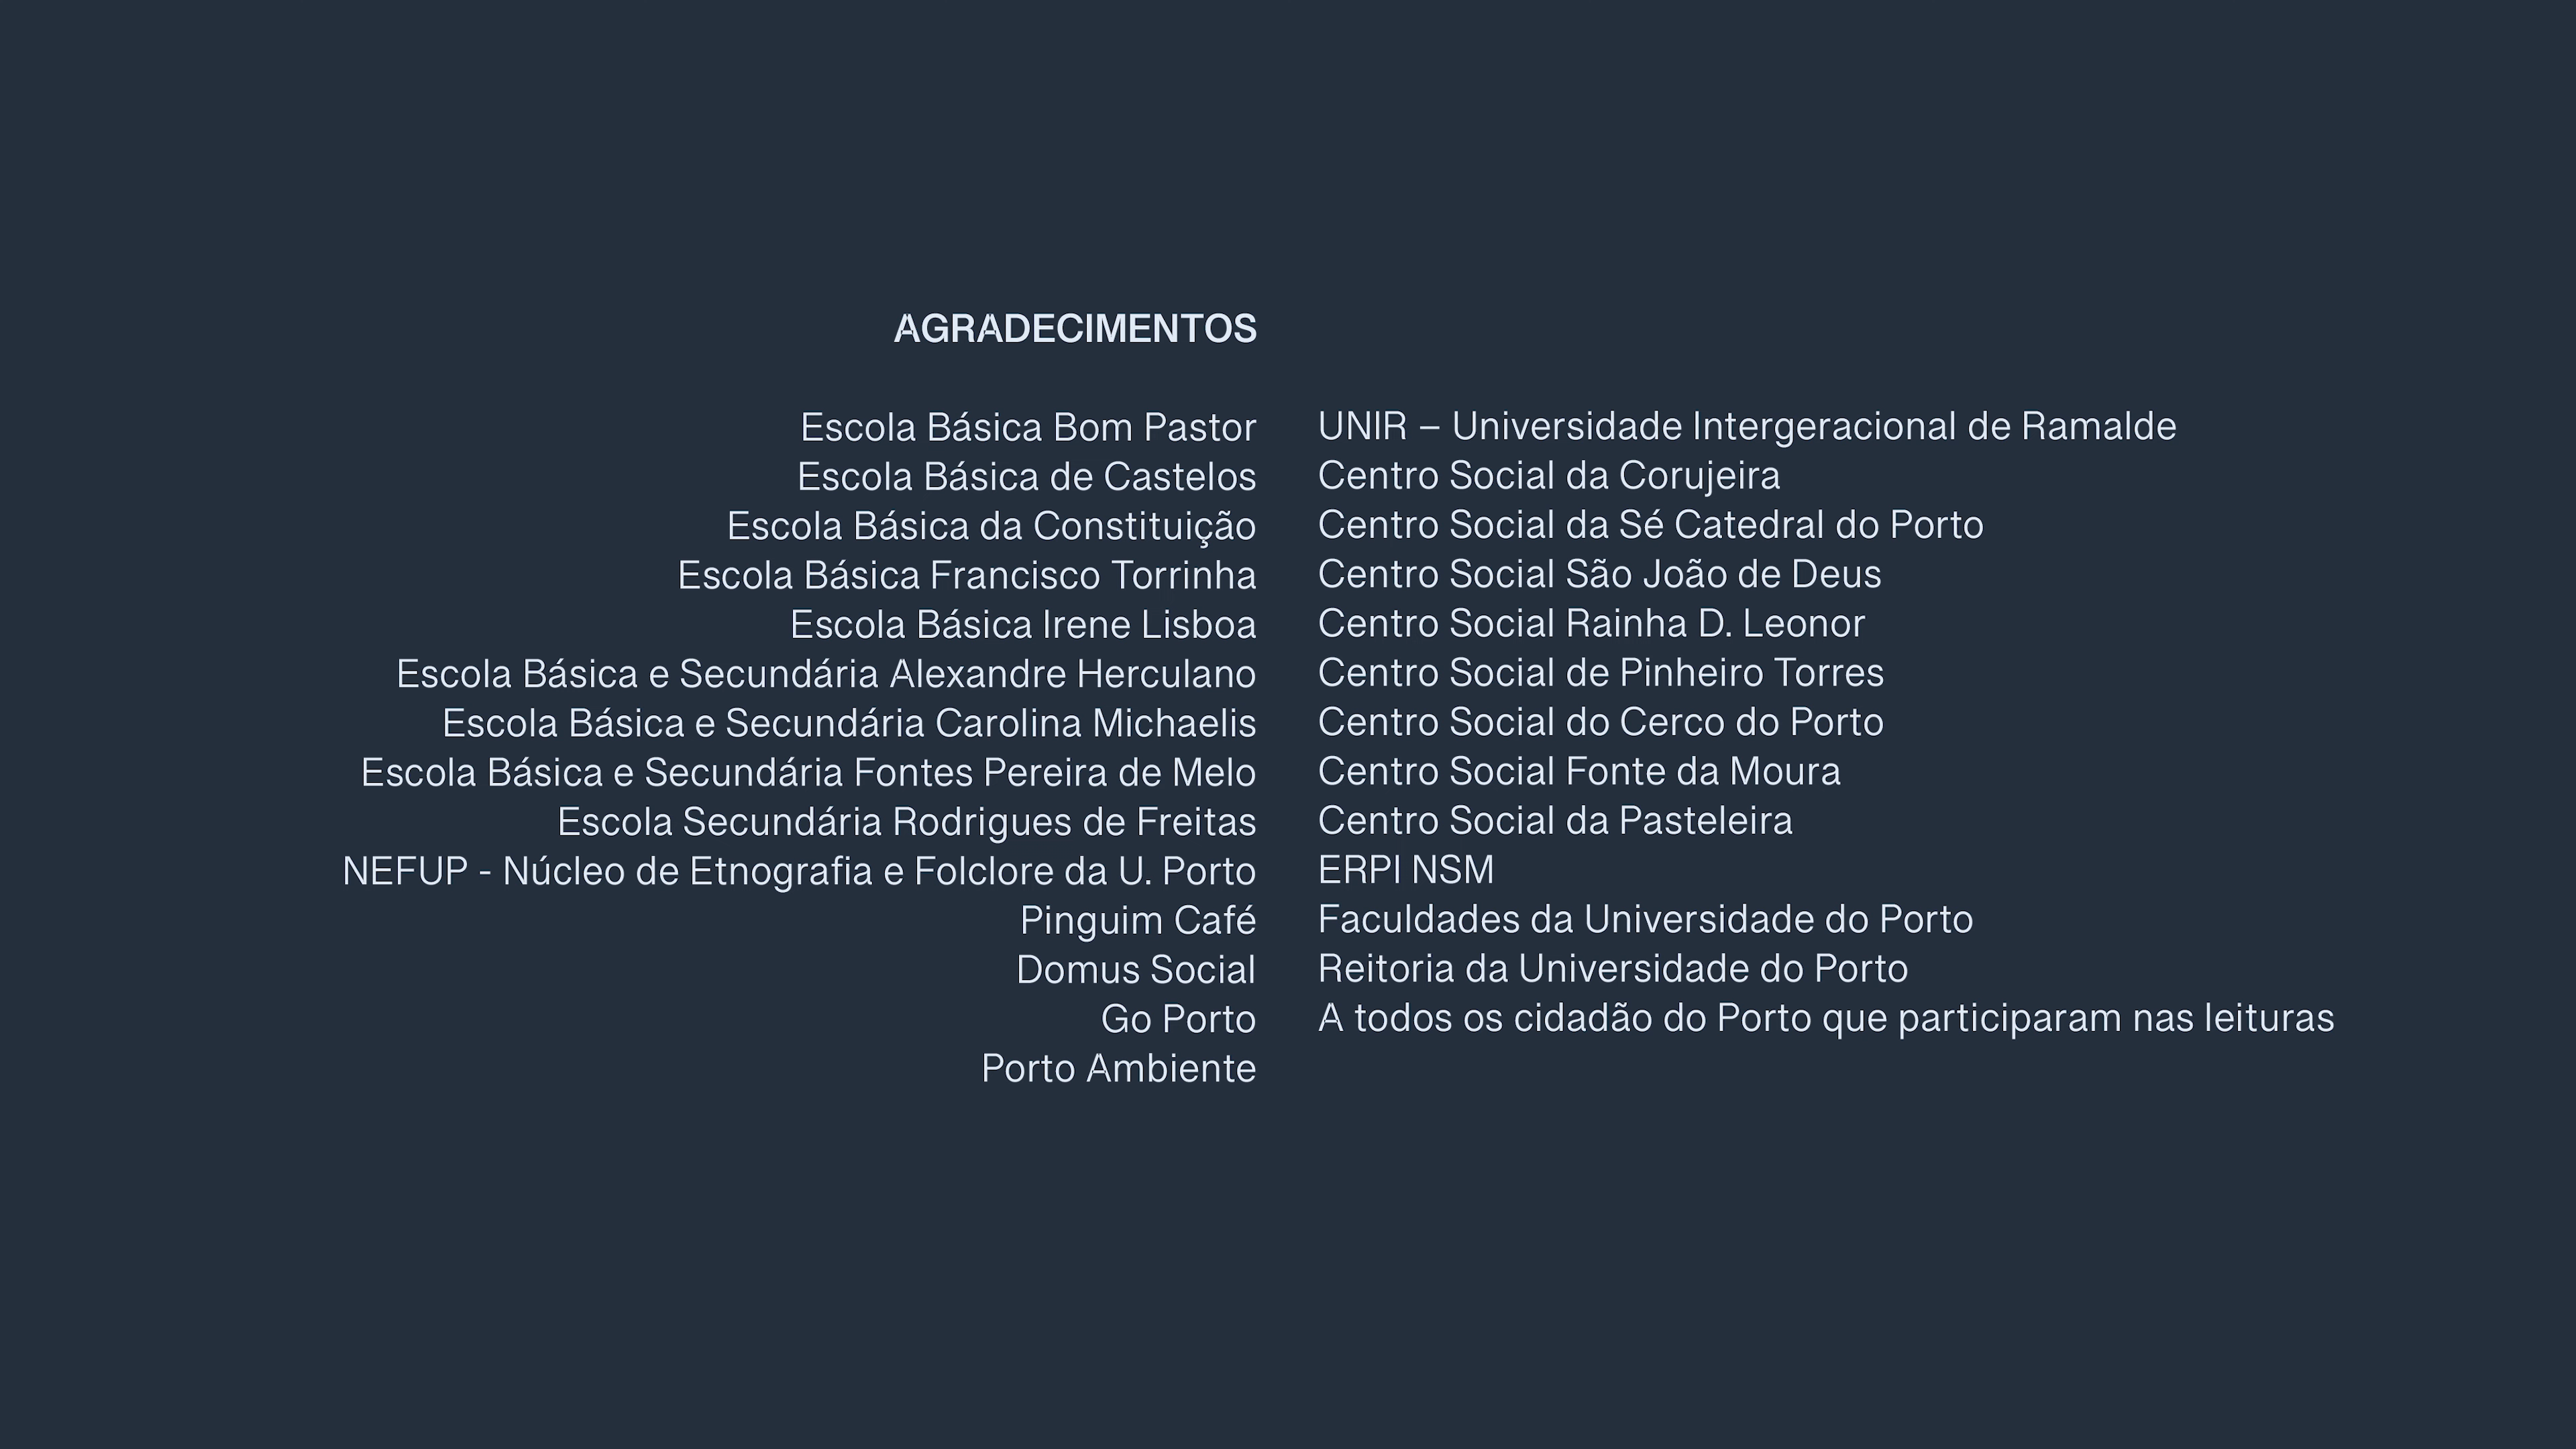 AGRADECIMENTOS
Escola Básica Bom Pastor
Escola Básica de Castelos
Escola Básica da Constituição
Escola Básica Francisco Torrinha
Escola Básica Irene Lisboa
Escola Básica e Secundária Alexandre Herculano
Escola Básica e Secundária Carolina Michaelis
Escola Básica e Secundária Fontes Pereira de Melo
Escola Secundária Rodrigues de Freitas
NEFUP - Núcleo de Etnografia e Folclore da U. Porto
Pinguim Café
Domus Social
Go Porto
Porto Ambiente
UNIR – Universidade Intergeracional de Ramalde
Centro Social da Corujeira
Centro Social da Sé Catedral do Porto
Centro Social São João de Deus
Centro Social Rainha D. Leonor
Centro Social de Pinheiro Torres
Centro Social do Cerco do Porto
Centro Social Fonte da Moura
Centro Social da Pasteleira
ERPI NSM
Faculdades da Universidade do Porto
Reitoria da Universidade do Porto
A todos os cidadão do Porto que participaram nas leituras